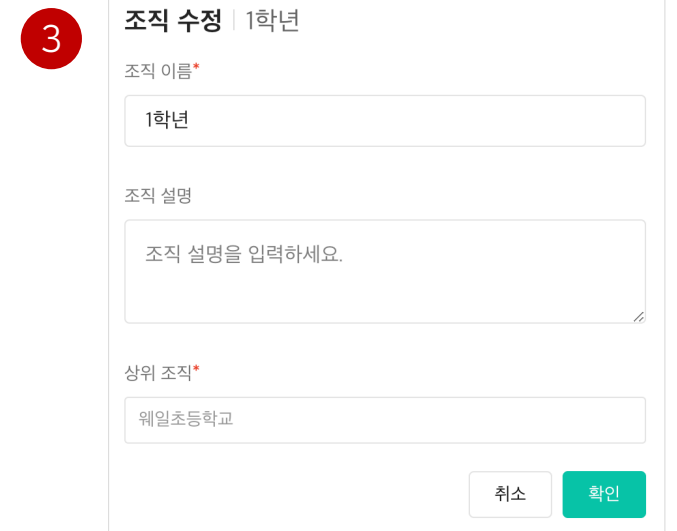 3
조직 수정 | 1학년
조직 이름*
1학년
조직 설명
조직 설명을 입력하세요.
상위 조직*
웨일초등학교
취소 확인